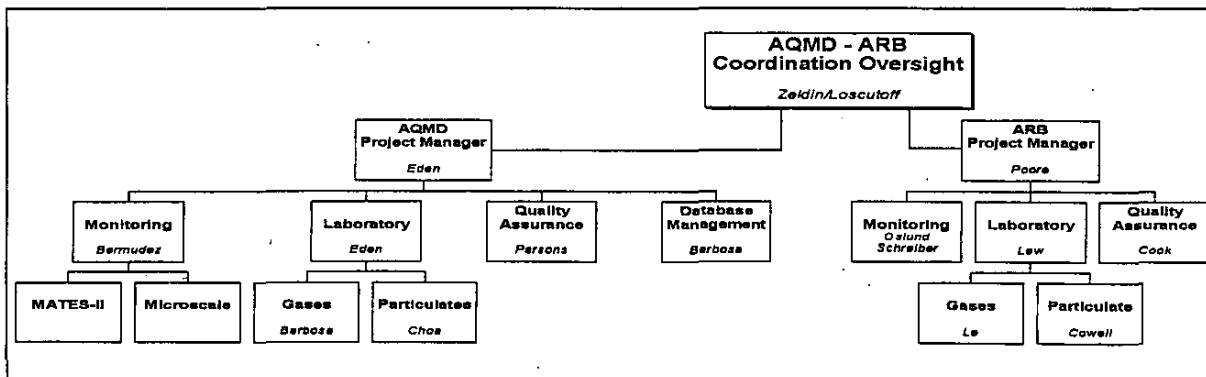 AQMD - ARB
Coordination Oversight
Zeldin/Loscutoff
AQMD
Project Manager
Eden
ARB
Project Manager
Poore
Monitoring
Bermudez
Laboratory
Eden
Quality
Assurance
Persons
Database
Management
Barbosa
Monitoring
Oslund
Schreiber
Laboratory
Lew
Quality
Assurance
Cook
MATES-II
Microscale
Gases
Barbosa
Particulates
Choa
Gases
Le
Particulate
Cowell